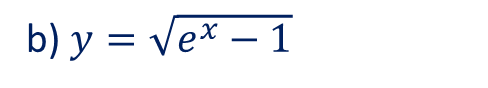 b) y = √(eˣ − 1)